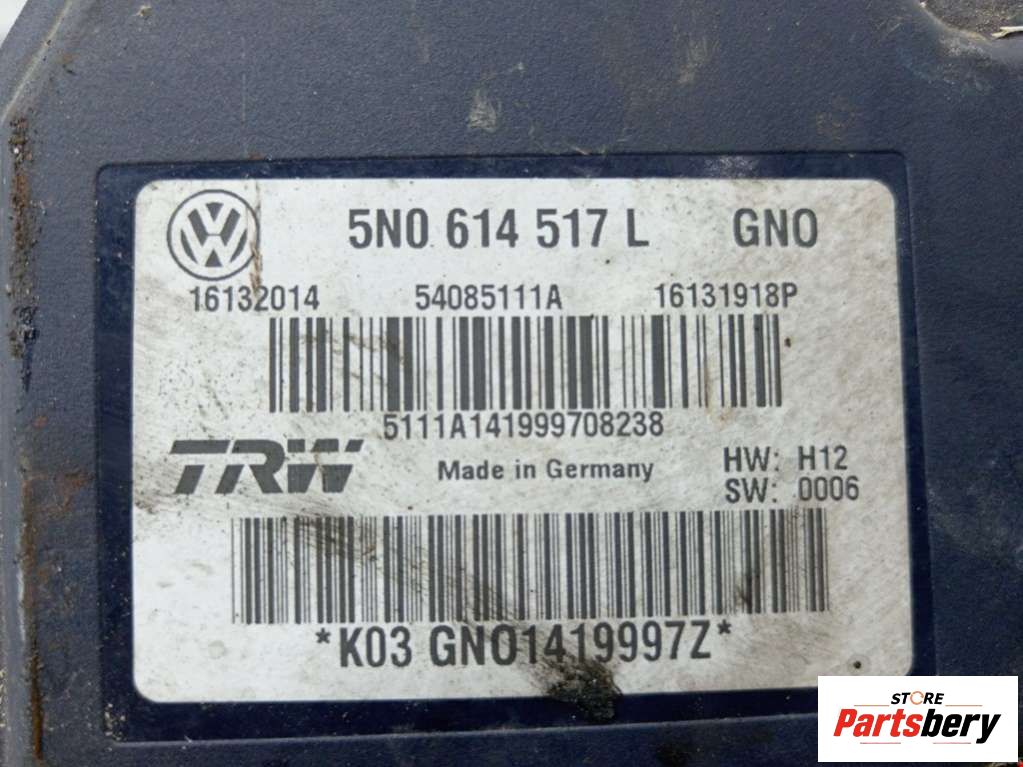 5N0 614 517 L GNO
16132014 54085111A 16131918P
5111A141999708238
TRW Made in Germany HW: H12
SW: 0006
*K03 GNO1419997Z*
STORE
Partsbery